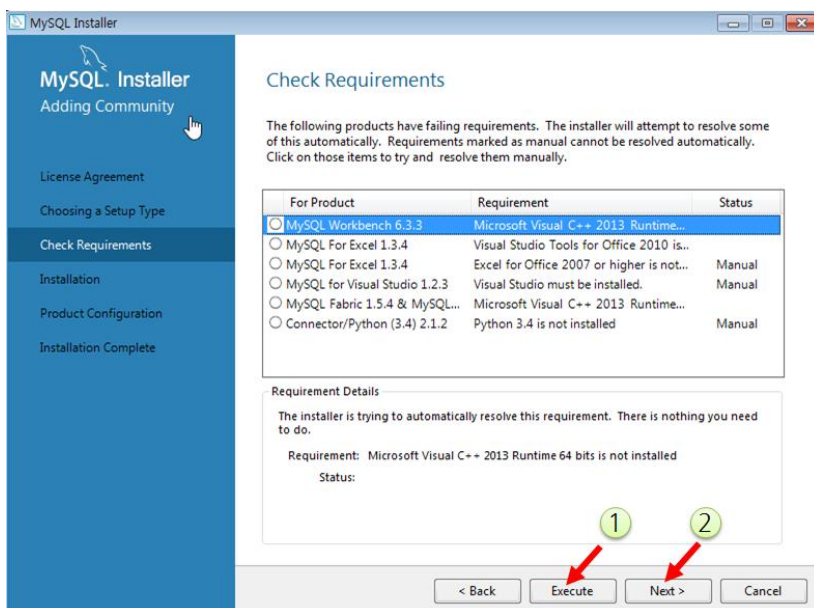 MySQL Installer
MySQL. Installer
Adding Community
License Agreement
Choosing a Setup Type
Check Requirements
Installation
Product Configuration
Installation Complete
Check Requirements
The following products have failing requirements. The installer will attempt to resolve some
of this automatically. Requirements marked as manual cannot be resolved automatically.
Click on those items to try and resolve them manually.
For Product Requirement Status
MySQL Workbench 6.3.3 Microsoft Visual C++ 2013 Runtime...
MySQL For Excel 1.3.4 Visual Studio Tools for Office 2010 is...
MySQL For Excel 1.3.4 Excel for Office 2007 or higher is not... Manual
MySQL for Visual Studio 1.2.3 Visual Studio must be installed. Manual
MySQL Fabric 1.5.4 & MySQL... Microsoft Visual C++ 2013 Runtime...
Connector/Python (3.4) 2.1.2 Python 3.4 is not installed Manual
Requirement Details
The installer is trying to automatically resolve this requirement. There is nothing you need
to do.
Requirement: Microsoft Visual C++ 2013 Runtime 64 bits is not installed
Status:
1 2
< Back Execute Next > Cancel